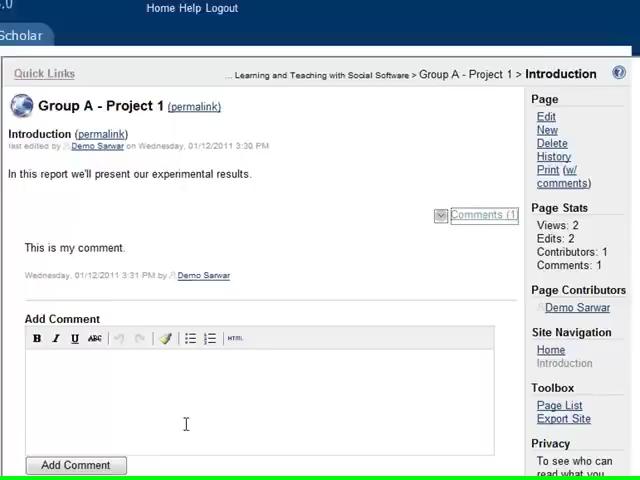 .0
Home Help Logout
Scholar
Quick Links
... Learning and Teaching with Social Software > Group A - Project 1 > Introduction
Group A - Project 1 (permalink)
Introduction (permalink)
last edited by Demo Sarwar on Wednesday, 01/12/2011 3:30 PM
In this report we'll present our experimental results.
Comments (1)
This is my comment.
Wednesday, 01/12/2011 3:31 PM by Demo Sarwar
Add Comment
B I U ABC HTML
Add Comment
Page
Edit
New
Delete
History
Print (w/
comments)
Page Stats
Views: 2
Edits: 2
Contributors: 1
Comments: 1
Page Contributors
Demo Sarwar
Site Navigation
Home
Introduction
Toolbox
Page List
Export Site
Privacy
To see who can
read what you